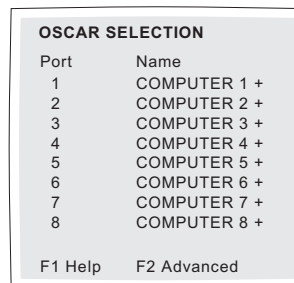 OSCAR SELECTION
Port Name
1 COMPUTER 1 +
2 COMPUTER 2 +
3 COMPUTER 3 +
4 COMPUTER 4 +
5 COMPUTER 5 +
6 COMPUTER 6 +
7 COMPUTER 7 +
8 COMPUTER 8 +
F1 Help F2 Advanced